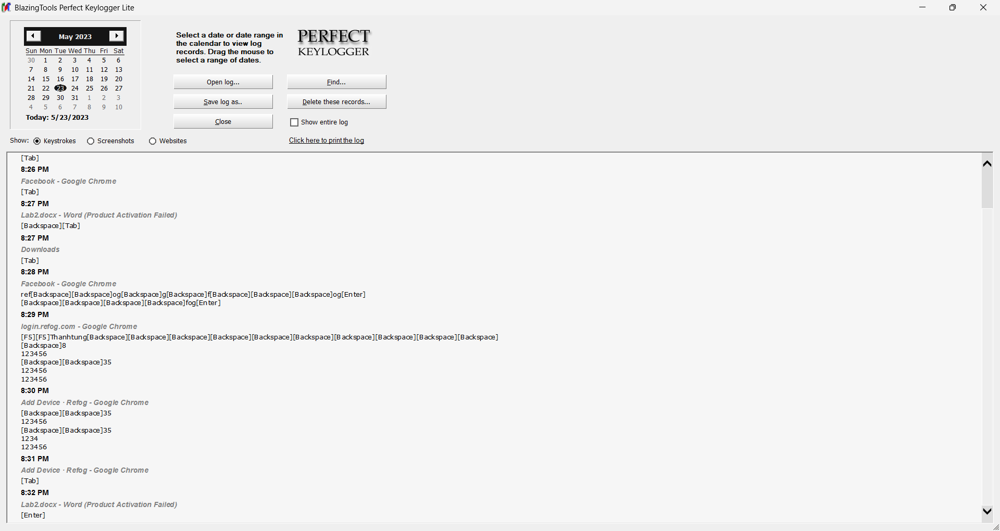 BlazingTools Perfect Keylogger Lite
May 2023
Sun Mon Tue Wed Thu Fri Sat
30 1 2 3 4 5 6
7 8 9 10 11 12 13
14 15 16 17 18 19 20
21 22 23 24 25 26 27
28 29 30 31 1 2 3
4 5 6 7 8 9 10
Today: 5/23/2023
Select a date or date range in
the calendar to view log
records. Drag the mouse to
select a range of dates.
PERFECT
KEYLOGGER
Open log...
Find...
Save log as..
Delete these records...
Close
Show entire log
Show: Keystrokes Screenshots Websites
Click here to print the log
[Tab]
8:26 PM
Facebook - Google Chrome
[Tab]
8:27 PM
Lab2.docx - Word (Product Activation Failed)
[Backspace][Tab]
8:27 PM
Downloads
[Tab]
8:28 PM
Facebook - Google Chrome
ref[Backspace][Backspace]og[Backspace]g[Backspace]f[Backspace][Backspace][Backspace]og[Enter]
[Backspace][Backspace][Backspace][Backspace]fog[Enter]
8:29 PM
login.refog.com - Google Chrome
[F5][F5]Thanhtung[Backspace][Backspace][Backspace][Backspace][Backspace][Backspace][Backspace][Backspace][Backspace][Backspace]
[Backspace]8
123456
[Backspace][Backspace]35
123456
123456
8:30 PM
Add Device · Refog - Google Chrome
[Backspace][Backspace]35
123456
[Backspace][Backspace]35
1234
123456
8:31 PM
Add Device · Refog - Google Chrome
[Tab]
8:32 PM
Lab2.docx - Word (Product Activation Failed)
[Enter]